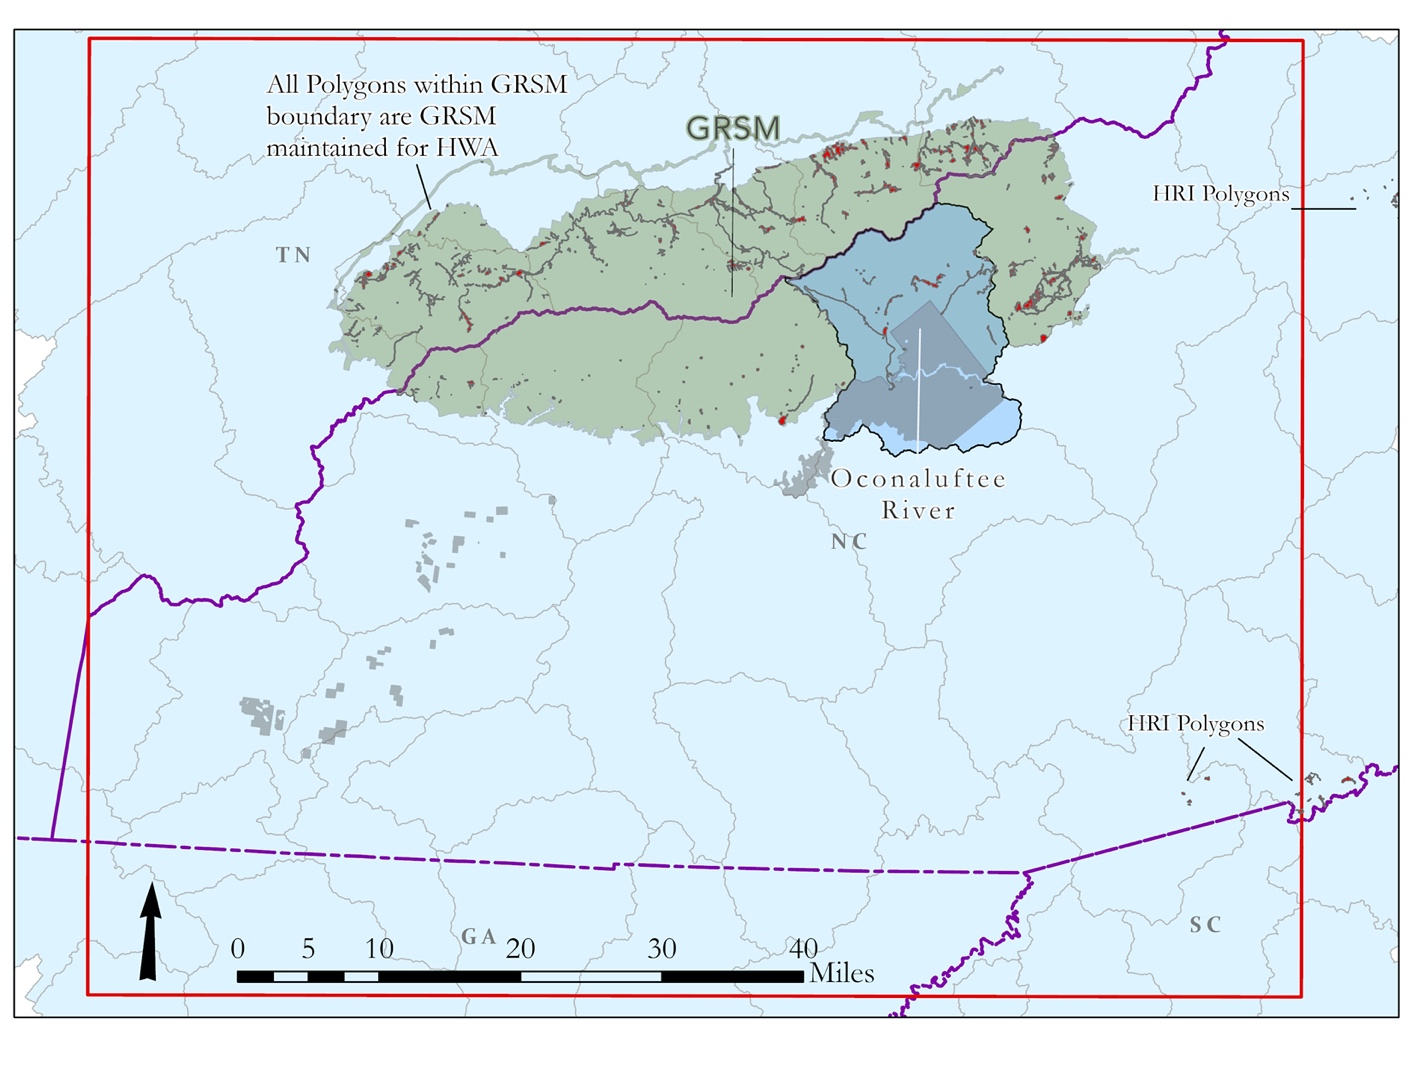 All Polygons within GRSM
boundary are GRSM
maintained for HWA
GRSM
HRI Polygons
TN
Oconaluftee
River
NC
HRI Polygons
SC
GA
0 5 10 20 30 40
Miles